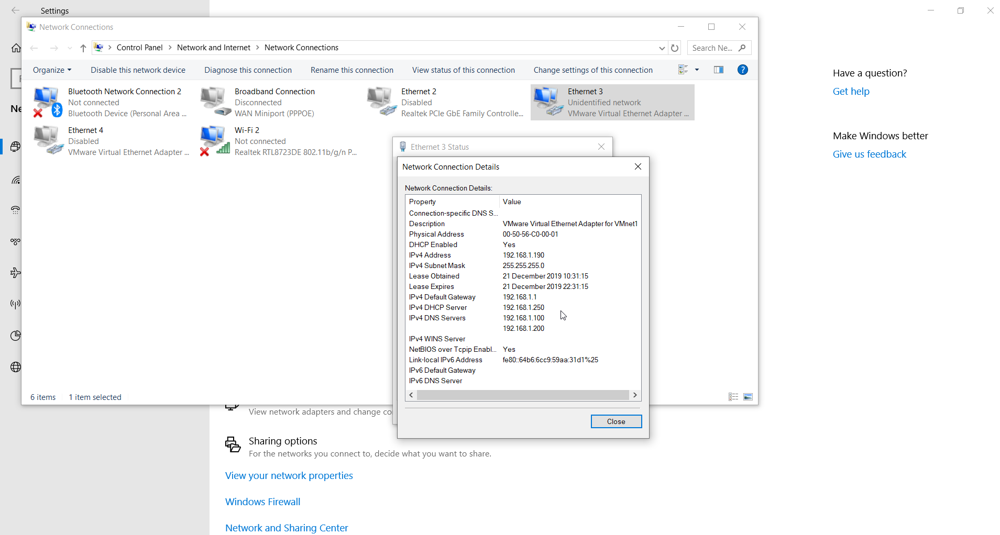 Settings
Network Connections
Control Panel > Network and Internet > Network Connections
Search Ne...
Organize
Disable this network device
Diagnose this connection
Rename this connection
View status of this connection
Change settings of this connection
Bluetooth Network Connection 2
Not connected
Bluetooth Device (Personal Area ...
Broadband Connection
Disconnected
WAN Miniport (PPPOE)
Ethernet 2
Disabled
Realtek PCIe GbE Family Controlle...
Ethernet 3
Unidentified network
VMware Virtual Ethernet Adapter ...
Ethernet 4
Disabled
VMware Virtual Ethernet Adapter ...
Wi-Fi 2
Not connected
Realtek RTL8723DE 802.11b/g/n P...
Ne
Have a question?
Get help
Make Windows better
Give us feedback
Ethernet 3 Status
Network Connection Details
Network Connection Details:
Property Value
Connection-specific DNS S...
Description VMware Virtual Ethernet Adapter for VMnet1
Physical Address 00-50-56-C0-00-01
DHCP Enabled Yes
IPv4 Address 192.168.1.190
IPv4 Subnet Mask 255.255.255.0
Lease Obtained 21 December 2019 10:31:15
Lease Expires 21 December 2019 22:31:15
IPv4 Default Gateway 192.168.1.1
IPv4 DHCP Server 192.168.1.250
IPv4 DNS Servers 192.168.1.100
192.168.1.200
IPv4 WINS Server
NetBIOS over Tcpip Enabl... Yes
Link-local IPv6 Address fe80::64b6:6cc9:59aa:31d1%25
IPv6 Default Gateway
IPv6 DNS Server
Close
6 items
1 item selected
View network adapters and change co
Sharing options
For the networks you connect to, decide what you want to share.
View your network properties
Windows Firewall
Network and Sharing Center